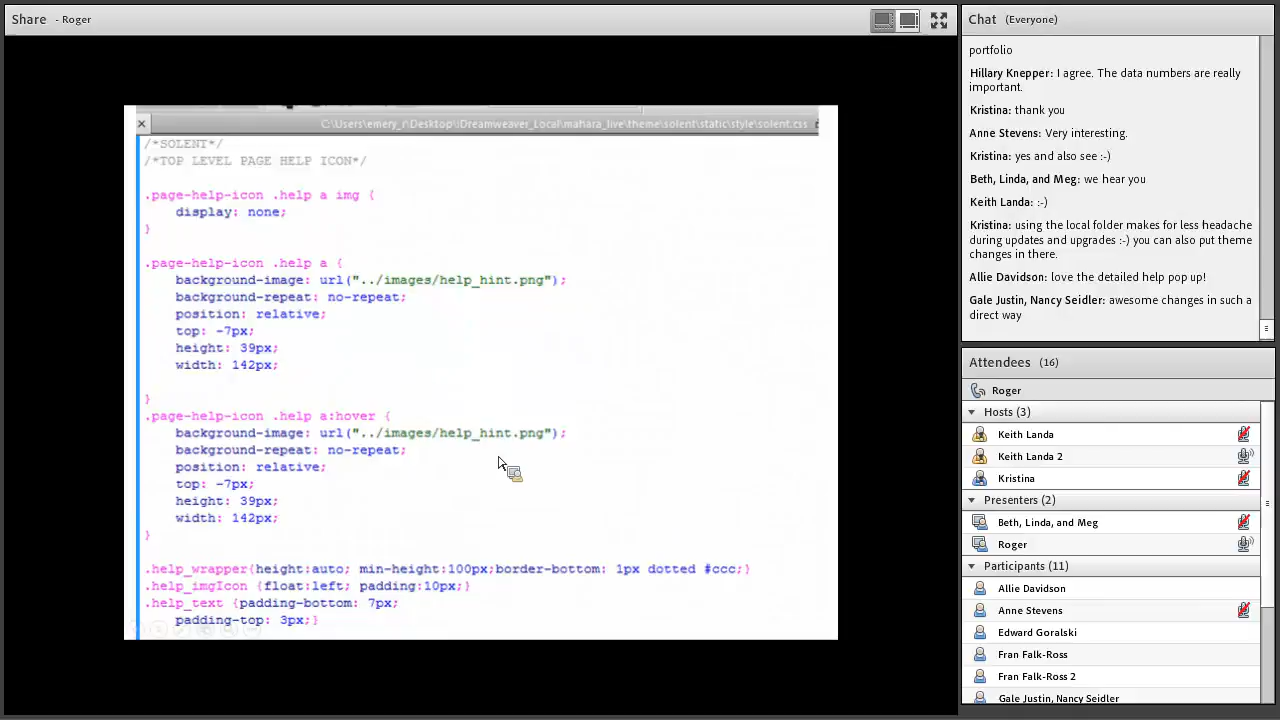 Share - Roger
C:\Users\emery_r\Desktop\!Dreamweaver_Local\mahara_live\theme\solent\static\style\solent.css
/*SOLENT*/
/*TOP LEVEL PAGE HELP ICON*/
.page-help-icon .help a img {
display: none;
}
.page-help-icon .help a {
background-image: url("../images/help_hint.png");
background-repeat: no-repeat;
position: relative;
top: -7px;
height: 39px;
width: 142px;
}
.page-help-icon .help a:hover {
background-image: url("../images/help_hint.png");
background-repeat: no-repeat;
position: relative;
top: -7px;
height: 39px;
width: 142px;
}
.help_wrapper{height:auto; min-height:100px;border-bottom: 1px dotted #ccc;}
.help_imgIcon {float:left; padding:10px;}
.help_text {padding-bottom: 7px;
padding-top: 3px;}
Chat (Everyone)
portfolio
Hillary Knepper: I agree. The data numbers are really
important.
Kristina: thank you
Anne Stevens: Very interesting.
Kristina: yes and also see :-)
Beth, Linda, and Meg: we hear you
Keith Landa: :-)
Kristina: using the local folder makes for less headache
during updates and upgrades :-) you can also put theme
changes in there.
Allie Davidson: love the detailed help pop up!
Gale Justin, Nancy Seidler: awesome changes in such a
direct way
Attendees (16)
Roger
Hosts (3)
Keith Landa
Keith Landa 2
Kristina
Presenters (2)
Beth, Linda, and Meg
Roger
Participants (11)
Allie Davidson
Anne Stevens
Edward Goralski
Fran Falk-Ross
Fran Falk-Ross 2
Gale Justin, Nancy Seidler